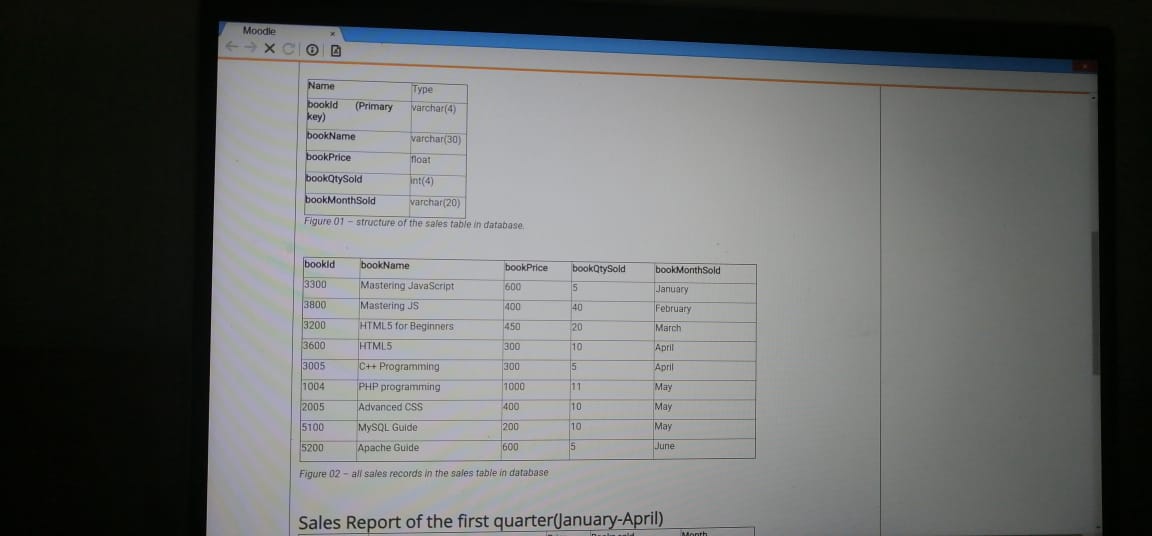 Moodle
Name Type
bookId (Primary key) varchar(4)
bookName varchar(30)
bookPrice float
bookQtySold int(4)
bookMonthSold varchar(20)
Figure 01 – structure of the sales table in database.
bookId bookName bookPrice bookQtySold bookMonthSold
3300 Mastering JavaScript 600 5 January
3800 Mastering JS 400 40 February
3200 HTML5 for Beginners 450 20 March
3600 HTML5 300 10 April
3005 C++ Programming 300 5 April
1004 PHP programming 1000 11 May
2005 Advanced CSS 400 10 May
5100 MySQL Guide 200 10 May
5200 Apache Guide 600 5 June
Figure 02 – all sales records in the sales table in database
Sales Report of the first quarter(January-April)
Month